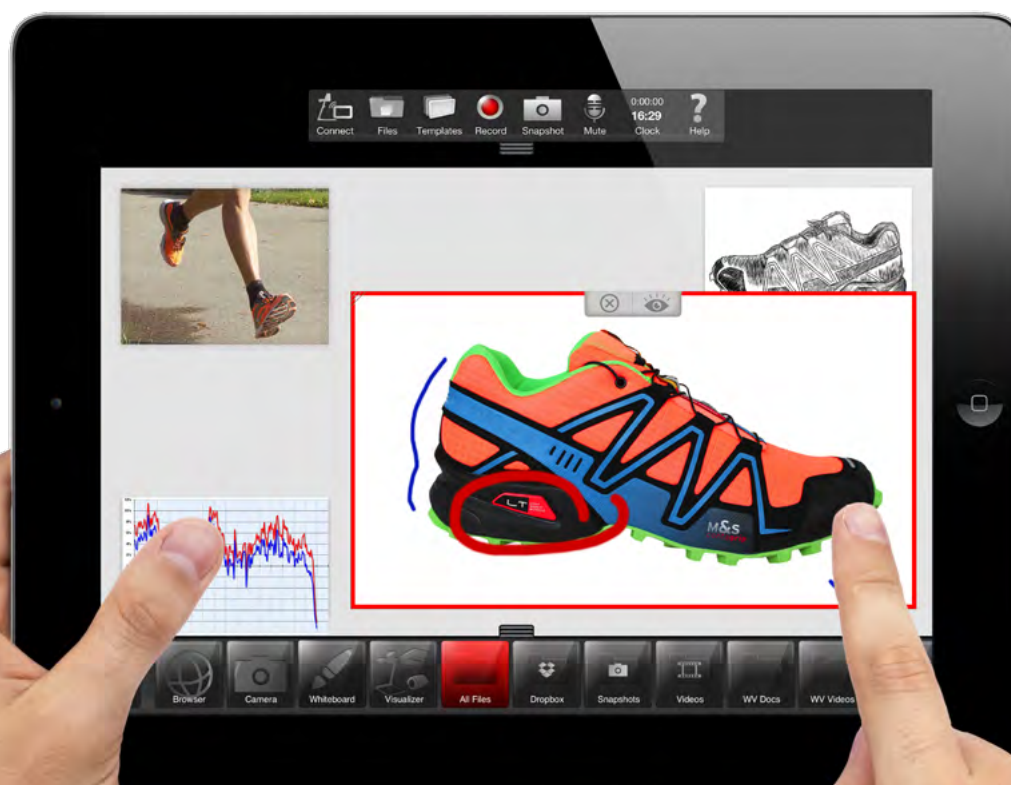 Connect Files Templates Record Snapshot Mute 0:00:00 16:29 Clock Help
LT
M&S
Browser Camera Whiteboard Visualizer All Files Dropbox Snapshots Videos WV Docs WV Videos